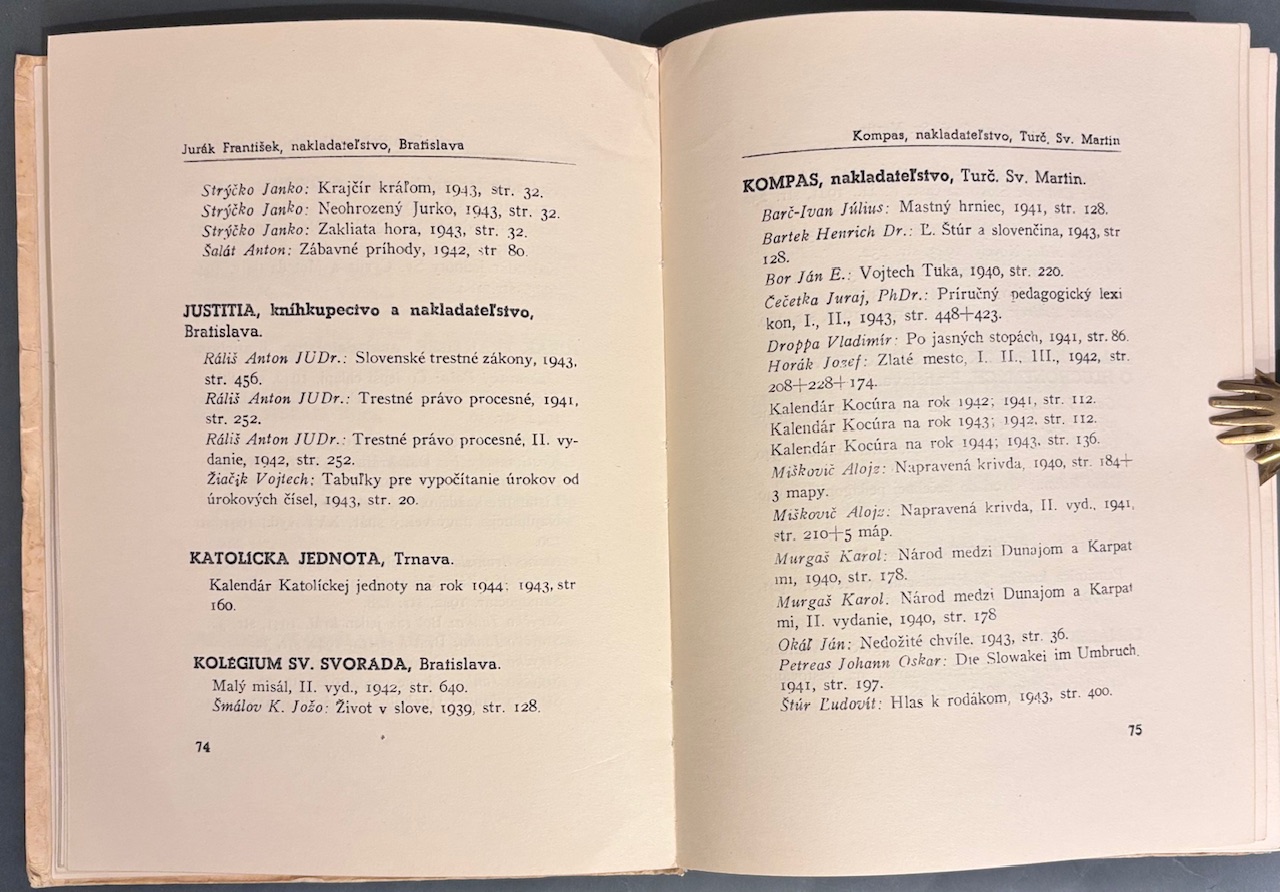 Jurák František, nakladateľstvo, Bratislava
Strýčko Janko: Krajčír kráľom, 1943, str. 32.
Strýčko Janko: Neohrozený Jurko, 1943, str. 32.
Strýčko Janko: Zakliata hora, 1943, str. 32.
Šalát Anton: Zábavné príhody, 1942, str 80.
JUSTITIA, kníhkupectvo a nakladateľstvo,
Bratislava.
Ráliš Anton JUDr.: Slovenské trestné zákony, 1943,
str. 456.
Ráliš Anton JUDr.: Trestné právo procesné, 1941,
str. 252.
Ráliš Anton JUDr.: Trestné právo procesné, II. vy-
danie, 1942, str. 252.
Žiačik Vojtech: Tabuľky pre vypočítanie úrokov od
úrokových čísel, 1943, str. 20.
KATOLÍCKA JEDNOTA, Trnava.
Kalendár Katolíckej jednoty na rok 1944; 1943, str
160.
KOLÉGIUM SV. SVORADA, Bratislava.
Malý misál, II. vyd., 1942, str. 640.
Šmálov K. Jožo: Život v slove, 1939, str. 128.
74
Kompas, nakladateľstvo, Turč. Sv. Martin
KOMPAS, nakladateľstvo, Turč. Sv. Martin.
Barč-Ivan Július: Mastný hrniec, 1941, str. 128.
Bartek Henrich Dr.: Ľ. Štúr a slovenčina, 1943, str
128.
Bor Ján E.: Vojtech Tuka, 1940, str. 220.
Čečetka Juraj, PhDr.: Príručný pedagogický lexi
kon, I., II., 1943, str. 448+423.
Droppa Vladimír: Po jasných stopách, 1941, str. 86.
Horák Jozef: Zlaté mesto, I. II., III., 1942, str.
208+228+174.
Kalendár Kocúra na rok 1942; 1941, str. 112.
Kalendár Kocúra na rok 1943; 1942. str. 112.
Kalendár Kocúra na rok 1944; 1943, str. 136.
Miškovič Alojz: Napravená krivda, 1940, str. 184+
3 mapy.
Miškovič Alojz: Napravená krivda, II. vyd., 1941,
str. 210+5 máp.
Murgaš Karol: Národ medzi Dunajom a Karpat
mi, 1940, str. 178.
Murgaš Karol. Národ medzi Dunajom a Karpat
mi, II. vydanie, 1940, str. 178
Okáľ Ján: Nedožité chvíle. 1943, str. 36.
Petreas Johann Oskar: Die Slowakei im Umbruch.
1941, str. 197.
Štúr Ľudovít: Hlas k rodákom, 1943, str. 400.
75